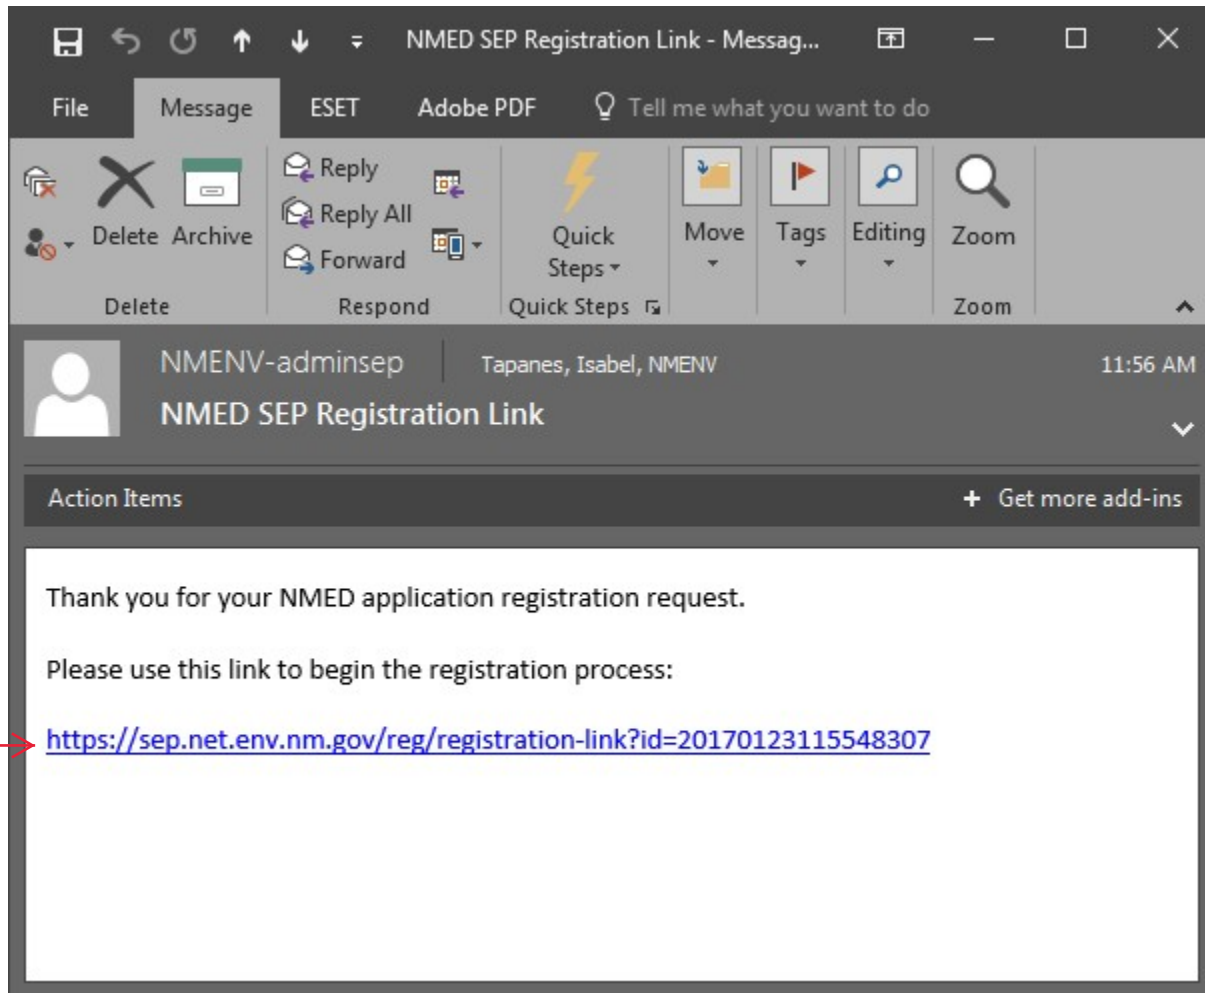 NMED SEP Registration Link - Messag...
File Message ESET Adobe PDF Tell me what you want to do
Delete Archive
Reply
Reply All
Forward
Quick Steps
Move
Tags
Editing
Zoom
Delete Respond Quick Steps Zoom
NMENV-adminsep Tapanes, Isabel, NMENV 11:56 AM
NMED SEP Registration Link
Action Items + Get more add-ins
Thank you for your NMED application registration request.
Please use this link to begin the registration process:
https://sep.net.env.nm.gov/reg/registration-link?id=20170123115548307